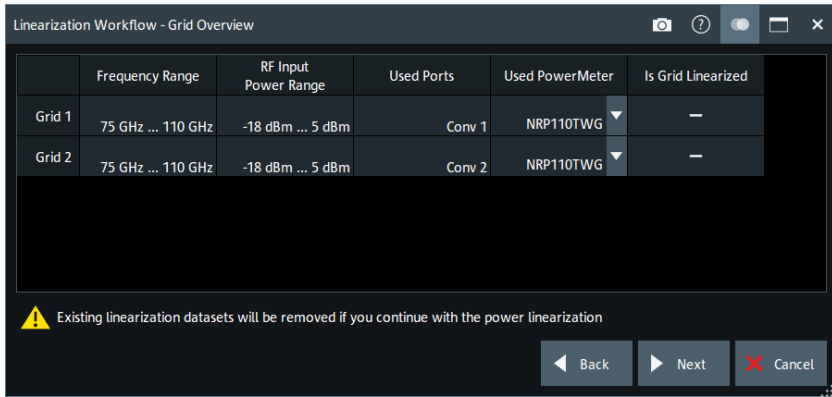 Linearization Workflow - Grid Overview
Frequency Range
RF Input
Power Range
Used Ports
Used PowerMeter
Is Grid Linearized
Grid 1
75 GHz ... 110 GHz
-18 dBm ... 5 dBm
Conv 1
NRP110TWG
–
Grid 2
75 GHz ... 110 GHz
-18 dBm ... 5 dBm
Conv 2
NRP110TWG
–
Existing linearization datasets will be removed if you continue with the power linearization
Back
Next
Cancel